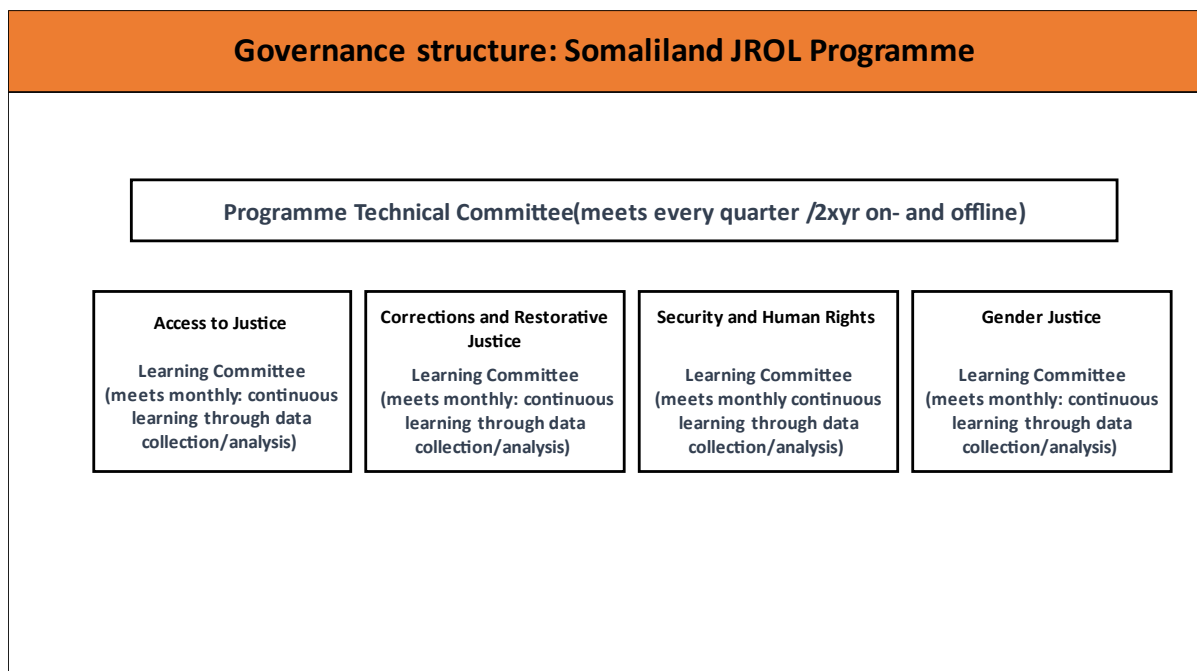 Governance structure: Somaliland JROL Programme
Programme Technical Committee(meets every quarter /2xyr on- and offline)
Access to Justice
Learning Committee
(meets monthly: continuous
learning through data
collection/analysis)
Corrections and Restorative
Justice
Learning Committee
(meets monthly: continuous
learning through data
collection/analysis)
Security and Human Rights
Learning Committee
(meets monthly continuous
learning through data
collection/analysis)
Gender Justice
Learning Committee
(meets monthly: continuous
learning through data
collection/analysis)